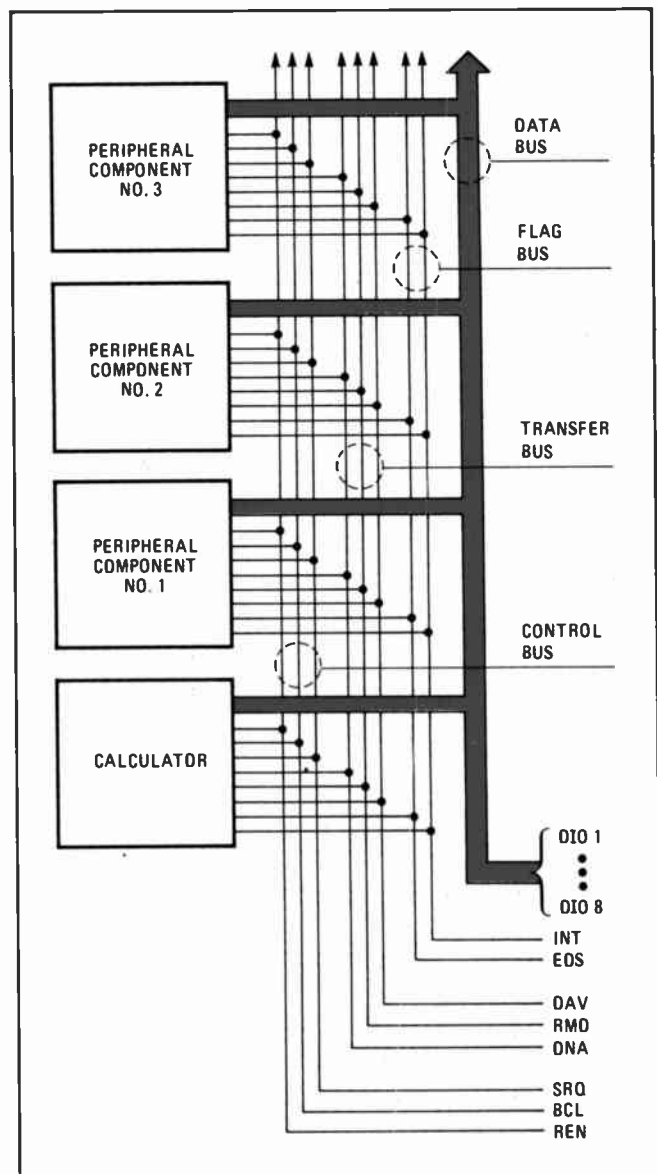 PERIPHERAL
COMPONENT
NO. 3
DATA
BUS
FLAG
BUS
PERIPHERAL
COMPONENT
NO. 2
TRANSFER
BUS
PERIPHERAL
COMPONENT
NO. 1
CONTROL
BUS
CALCULATOR
DIO 1
DIO 8
INT
EDS
DAV
RMD
DNA
SRQ
BCL
REN